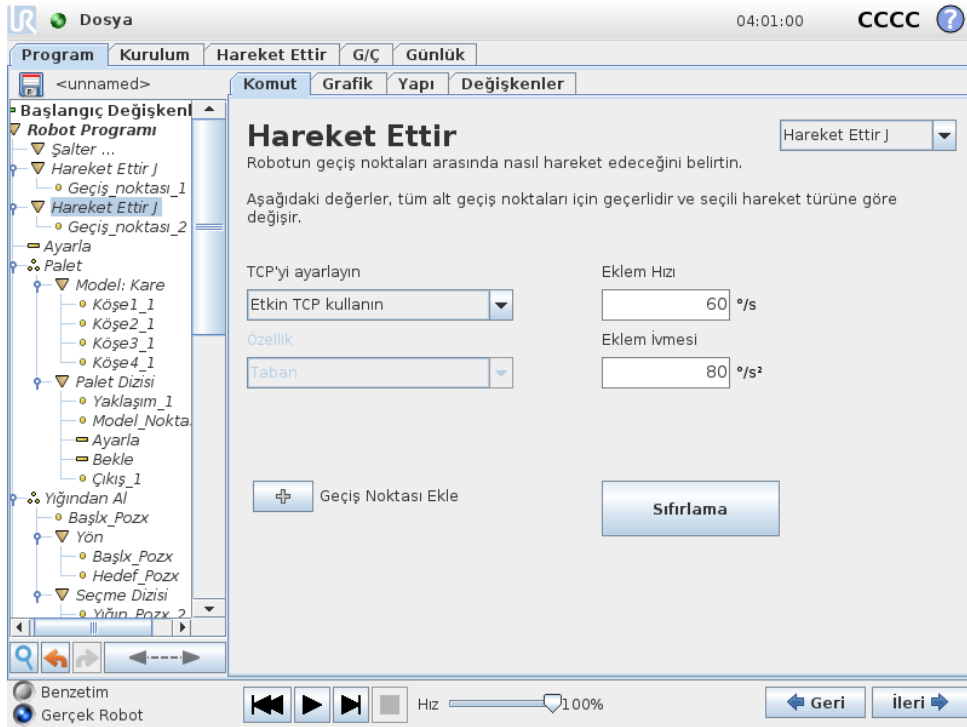 UR Dosya 04:01:00 CCCC ?
Program Kurulum Hareket Ettir G/Ç Günlük
<unnamed>
Komut Grafik Yapı Değişkenler
Başlangıç Değişkenl
Robot Programı
Şalter ...
Hareket Ettir J
Geçiş_noktası_1
Hareket Ettir J
Geçiş_noktası_2
Ayarla
Palet
Model: Kare
Köşe1_1
Köşe2_1
Köşe3_1
Köşe4_1
Palet Dizisi
Yaklaşım_1
Model_Nokta
Ayarla
Bekle
Çıkış_1
Yığından Al
Başlx_Pozx
Yön
Başlx_Pozx
Hedef_Pozx
Seçme Dizisi
Yığın_Pozx_2
Hareket Ettir
Hareket Ettir J
Robotun geçiş noktaları arasında nasıl hareket edeceğini belirtin.
Aşağıdaki değerler, tüm alt geçiş noktaları için geçerlidir ve seçili hareket türüne göre
değişir.
TCP'yi ayarlayın
Etkin TCP kullanın
Özellik
Taban
Eklem Hızı
60 °/s
Eklem İvmesi
80 °/s²
Geçiş Noktası Ekle
Sıfırlama
Benzetim
Gerçek Robot
Hız 100%
Geri
İleri